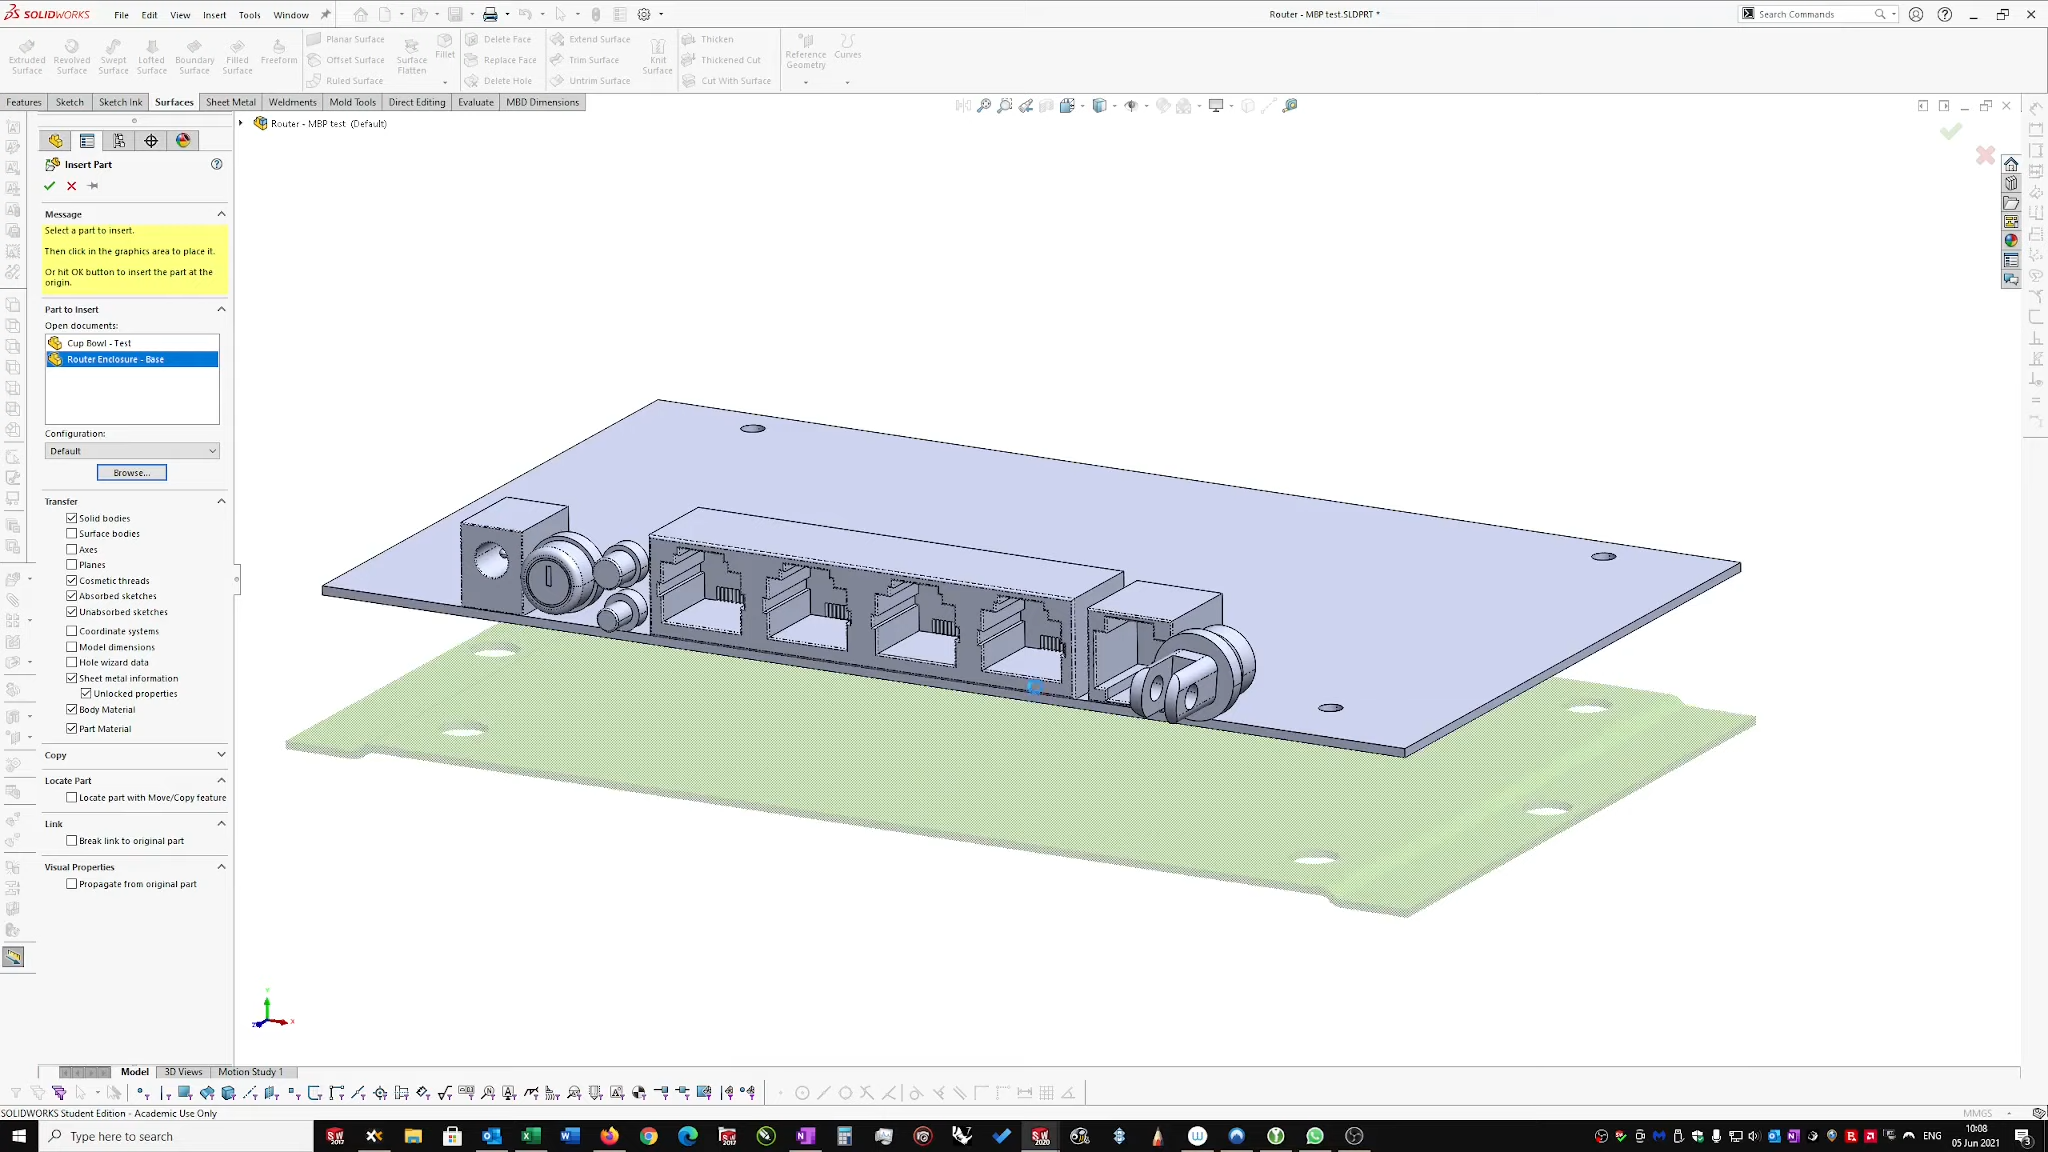 SOLIDWORKS
File
Edit
View
Insert
Tools
Window
Router - MBP test.SLDPRT *
Search Commands
Extruded Surface
Revolved Surface
Swept Surface
Lofted Surface
Boundary Surface
Filled Surface
Freeform
Planar Surface
Offset Surface
Ruled Surface
Surface Flatten
Fillet
Delete Face
Replace Face
Delete Hole
Extend Surface
Trim Surface
Untrim Surface
Knit Surface
Thicken
Thickened Cut
Cut With Surface
Reference Geometry
Curves
Features
Sketch
Sketch Ink
Surfaces
Sheet Metal
Weldments
Mold Tools
Direct Editing
Evaluate
MBD Dimensions
Router - MBP test (Default)
Insert Part
Message
Select a part to insert.
Then click in the graphics area to place it.
Or hit OK button to insert the part at the
origin.
Part to Insert
Open documents:
Cup Bowl - Test
Router Enclosure - Base
Configuration:
Default
Browse...
Transfer
Solid bodies
Surface bodies
Axes
Planes
Cosmetic threads
Absorbed sketches
Unabsorbed sketches
Coordinate systems
Model dimensions
Hole wizard data
Sheet metal information
Unlocked properties
Body Material
Part Material
Copy
Locate Part
Locate part with Move/Copy feature
Link
Break link to original part
Visual Properties
Propagate from original part
Model
3D Views
Motion Study 1
SOLIDWORKS Student Edition - Academic Use Only
MMGS
Type here to search
ENG
10:08
05 Jun 2021